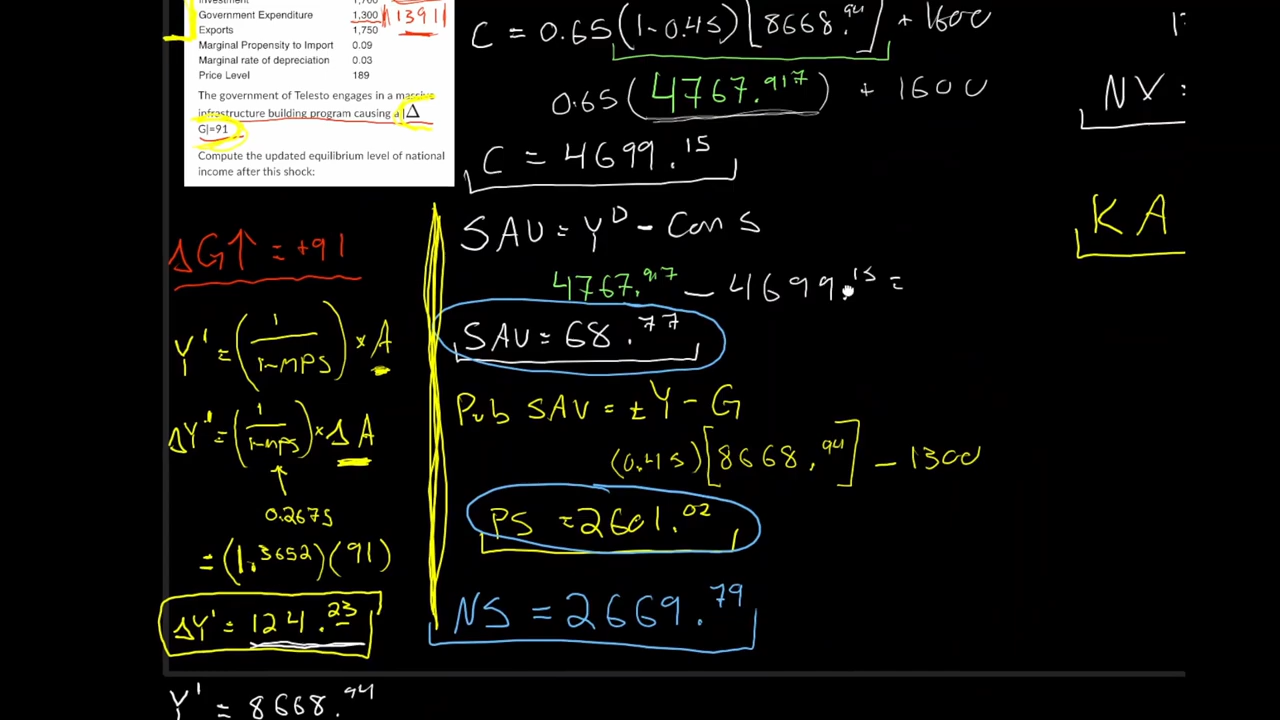 Government Expenditure 1,300 1391
Exports 1,750
Marginal Propensity to Import 0.09
Marginal rate of depreciation 0.03
Price Level 189
The government of Telesto engages in a massive
infrastructure building program causing a |Δ
G|=91
Compute the updated equilibrium level of national
income after this shock:
ΔG↑ = +91
Y' = (1/1-MPS) × A
ΔY' = (1/1-MPS) × ΔA
0.2675
= (1.3652)(91)
ΔY' = 124.23
Y' = 8668.94
C = 0.65(1-0.45)[8668.94] + 1600
0.65(4767.917) + 1600
C = 4699.15
SAV = Y^D - Cons
4767.917 - 4699.15 =
SAV = 68.77
Pub SAV = tY - G
(0.45)[8668.94] - 1300
PS = 2601.02
NS = 2669.79
NX :
KA